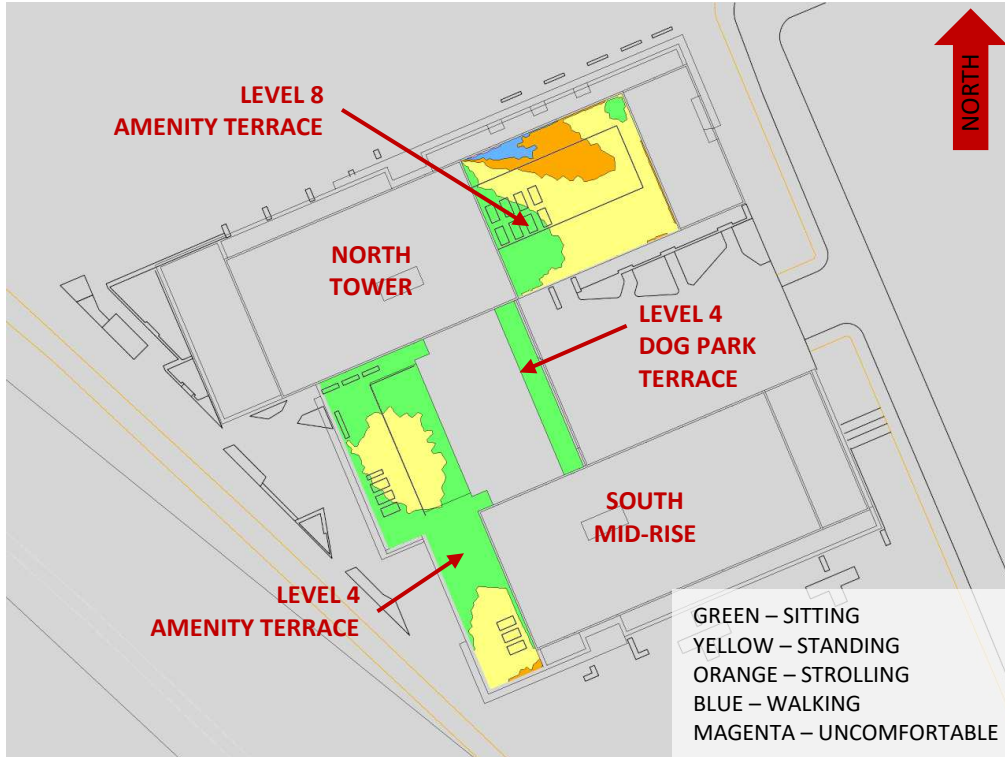 LEVEL 8
AMENITY TERRACE
NORTH
NORTH
TOWER
LEVEL 4
DOG PARK
TERRACE
SOUTH
MID-RISE
LEVEL 4
AMENITY TERRACE
GREEN – SITTING
YELLOW – STANDING
ORANGE – STROLLING
BLUE – WALKING
MAGENTA – UNCOMFORTABLE